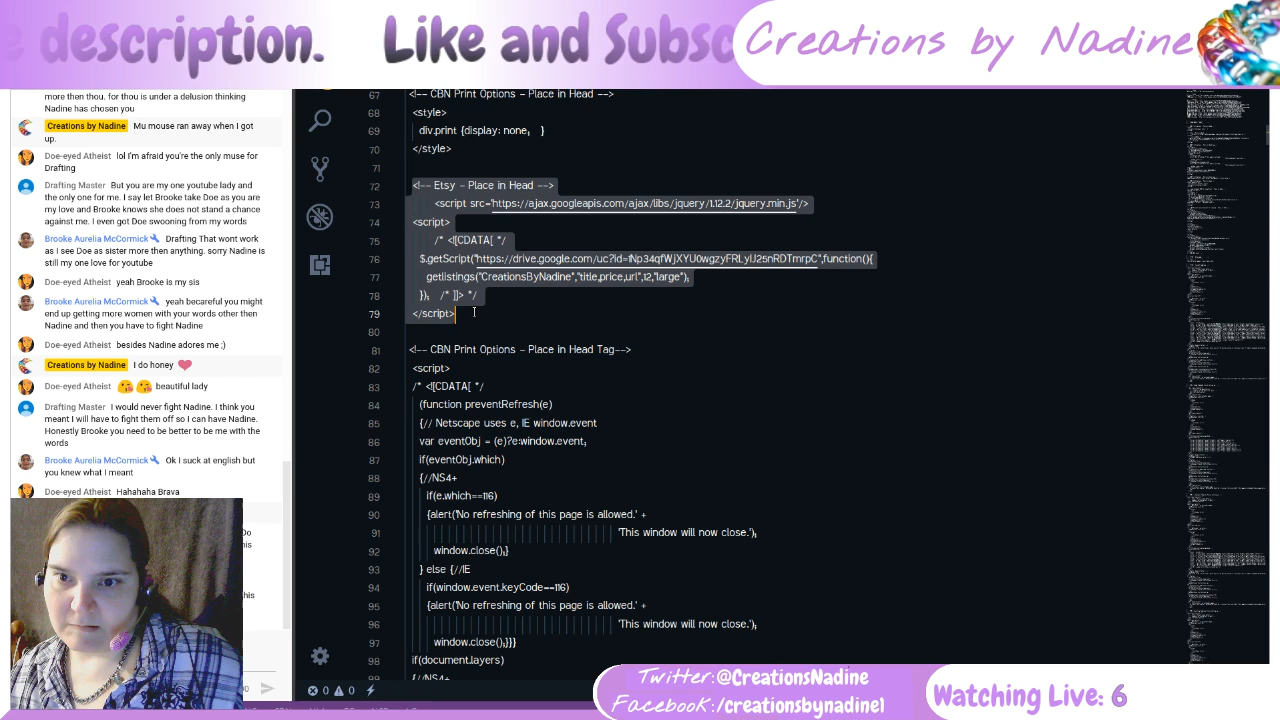 description. Like and Subsc
Creations by Nadine
more then thou. for thou is under a delusion thinking
Nadine has chosen you
Creations by Nadine Mu mouse ran away when I got
up.
Doe-eyed Atheist lol I'm afraid you're the only muse for
Drafting
Drafting Master But you are my one youtube lady and
the only one for me. I say let Brooke take Doe as you are
my love and Brooke knows she does not stand a chance
against me. I even got Doe swooning from my words
Brooke Aurelia McCormick Drafting That wont work
as I see Doe as sister more then anything. sorry Nadine is
still my one love for youtube
Doe-eyed Atheist yeah Brooke is my sis
Brooke Aurelia McCormick yeah becareful you might
end up getting more women with your words other then
Nadine and then you have to fight Nadine
Doe-eyed Atheist besides Nadine adores me ;)
Creations by Nadine I do honey
Doe-eyed Atheist beautiful lady
Drafting Master I would never fight Nadine. I think you
meant I will have to fight them off so I can have Nadine.
Honestly Brooke you need to be better to be me with the
words
Brooke Aurelia McCormick Ok I suck at english but
you knew what I meant
Doe-eyed Atheist Hahahaha Brava
Do
his
this
00
67 <!-- CBN Print Options - Place in Head -->
68 <style>
69 div.print {display: none; }
70 </style>
71
72 <!-- Etsy - Place in Head -->
73 <script src='https://ajax.googleapis.com/ajax/libs/jquery/1.12.2/jquery.min.js'/>
74 <script>
75 /* <![CDATA[ */
76 $.getScript("https://drive.google.com/uc?id=1Np34qfWjXYU0wgzyFRLyIJ25nRDTmrpC",function(){
77 getlistings("CreationsByNadine","title,price,url",12,"large");
78 }); /* ]]> */
79 </script>
80
81 <!-- CBN Print Options - Place in Head Tag-->
82 <script>
83 /* <![CDATA[ */
84 (function preventRefresh(e)
85 {// Netscape uses e, IE window.event
86 var eventObj = (e)?e:window.event;
87 if(eventObj.which)
88 {//NS4+
89 if(e.which==116)
90 {alert('No refreshing of this page is allowed.' +
91 'This window will now close.');
92 window.close();}
93 } else {//IE
94 if(window.event.keyCode==116)
95 {alert('No refreshing of this page is allowed.' +
96 'This window will now close.');
97 window.close();}}}
98 if(document.layers)
99 {//NS4+
0 0
Twitter:@CreationsNadine
Facebook:/creationsbynadine1
Watching Live: 6